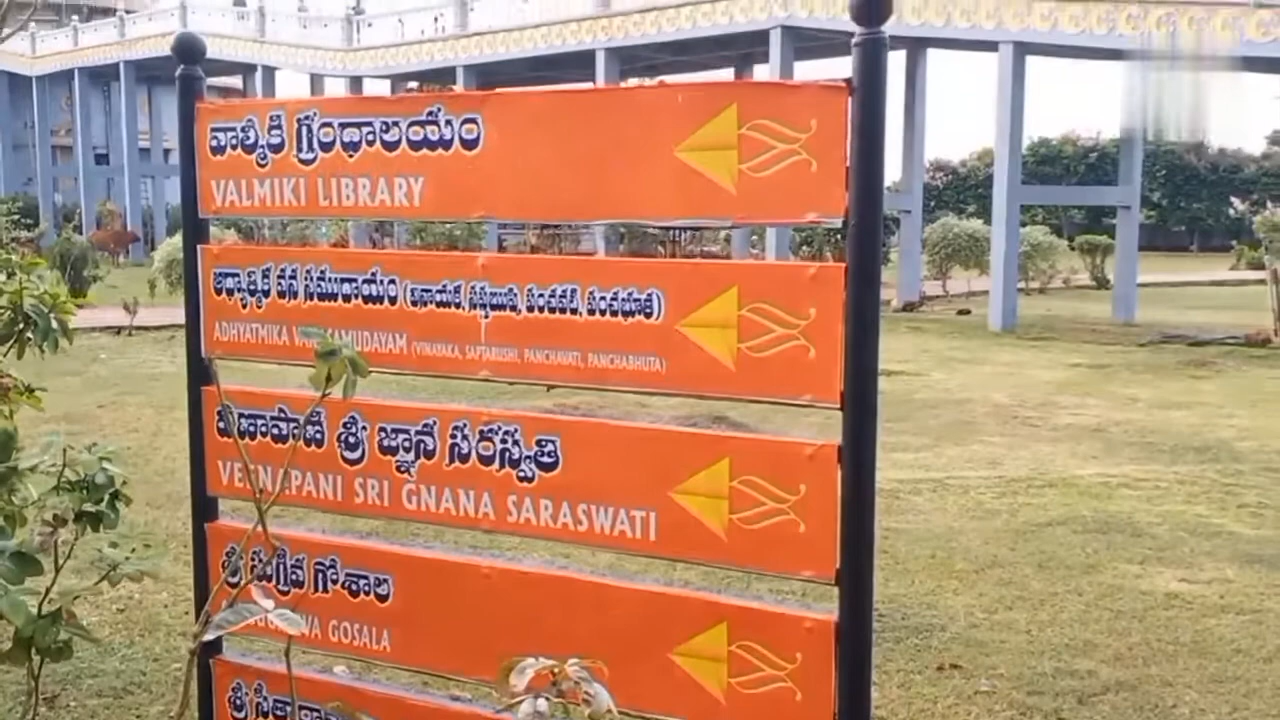 వాల్మీకి గ్రంథాలయం
VALMIKI LIBRARY
ఆధ్యాత్మిక వన సముదాయం (వినాయక, సప్తఋషి, పంచవటి, పంచభూత)
ADHYATMIKA VANA SAMUDAYAM (VINAYAKA, SAPTARUSHI, PANCHAVATI, PANCHABHUTA)
వీణాపాణి శ్రీ జ్ఞాన సరస్వతి
VEENAPANI SRI GNANA SARASWATI
శ్రీ సుగ్రీవ గోశాల
GOSALA
శ్రీ సీతా